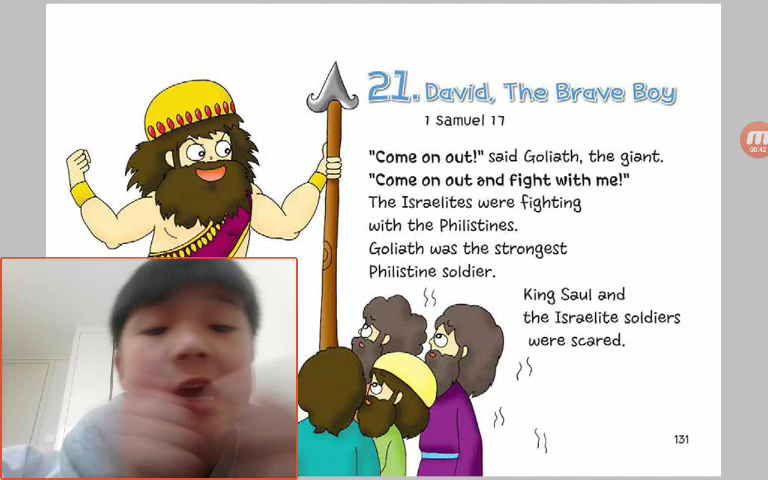 21. David, The Brave Boy
1 Samuel 17
"Come on out!" said Goliath, the giant.
"Come on out and fight with me!"
The Israelites were fighting
with the Philistines.
Goliath was the strongest
Philistine soldier.
King Saul and
the Israelite soldiers
were scared.
131
00:42